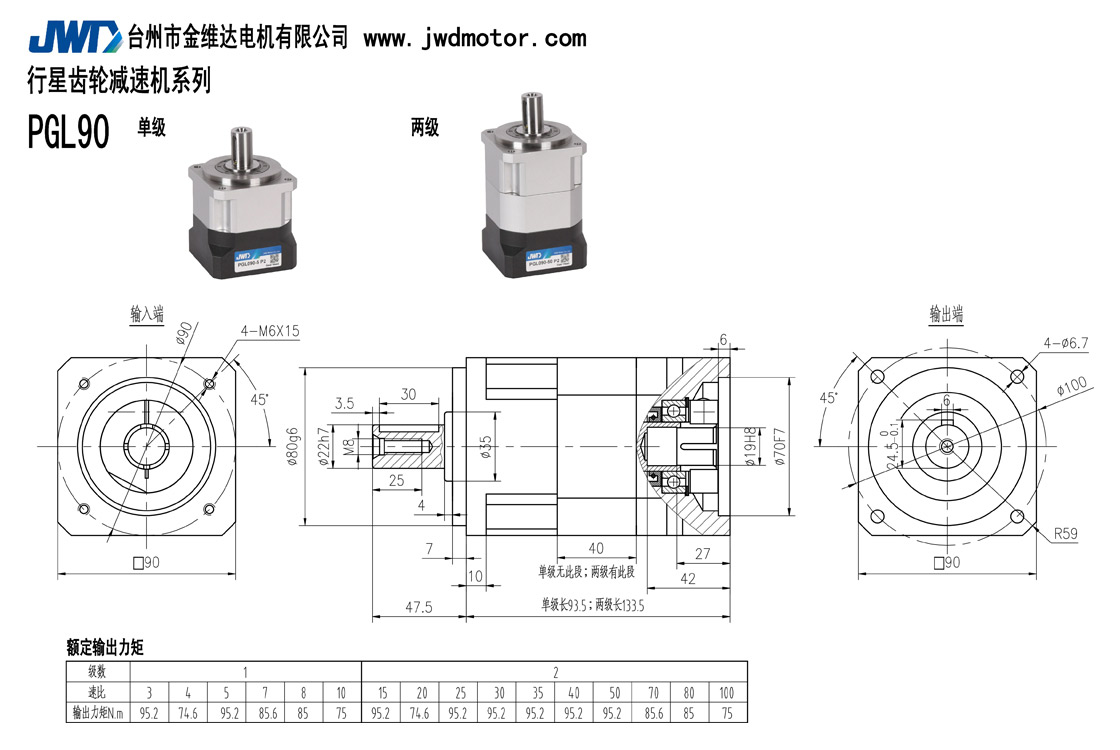 JWD 台州市金维达电机有限公司 www.jwdmotor.com
行星齿轮减速机系列
PGL90 单级 两级
JWD
PGL090-5 P2
JWD
PGL090-50 P2
输入端
ø90
4-M6X15
45°
□90
3.5
30
ø80g6
ø22h7
M8
25
ø35
4
7
10
40
单级无此段；两级有此段
47.5
单级长93.5；两级长133.5
6
ø19H8
ø70F7
27
42
输出端
4-ø6.7
45°
6
ø100
24.5 0 -0.1
R59
□90
额定输出力矩
级数 1 2
速比 3 4 5 7 8 10 15 20 25 30 35 40 50 70 80 100
输出力矩N.m 95.2 74.6 95.2 85.6 85 75 95.2 74.6 95.2 95.2 95.2 95.2 95.2 85.6 85 75